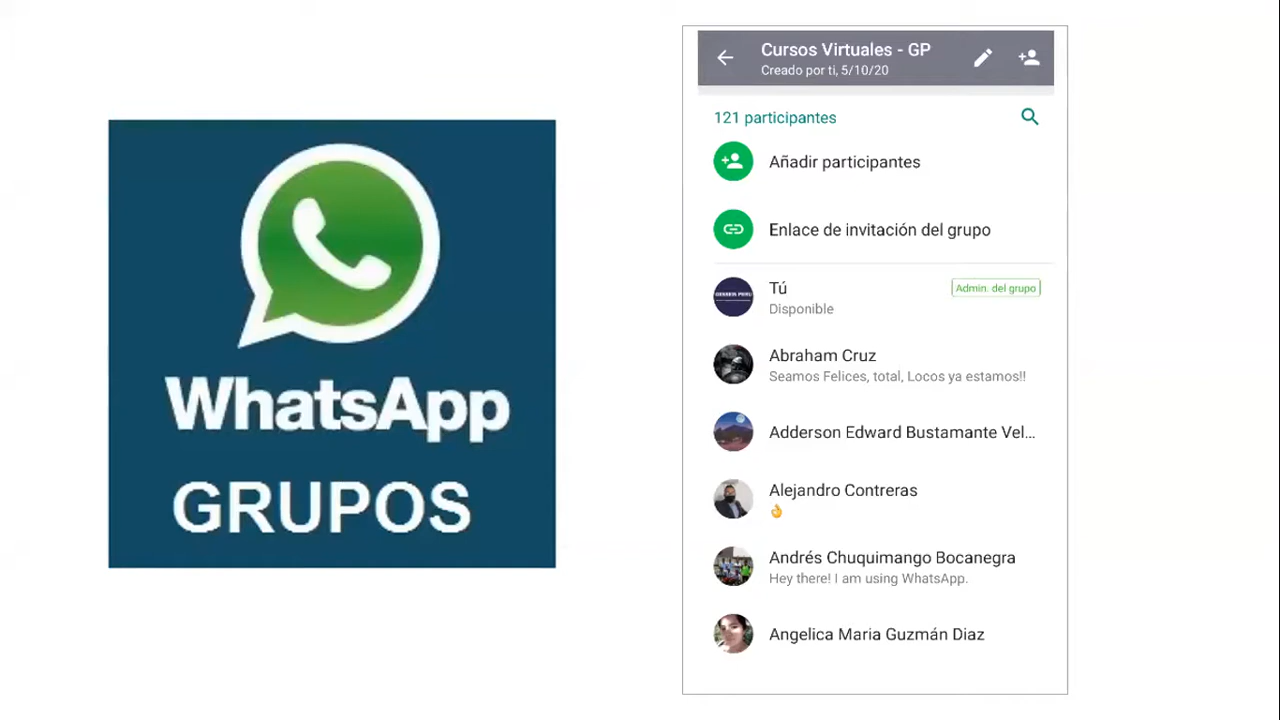 WhatsApp
GRUPOS
Cursos Virtuales - GP
Creado por ti, 5/10/20
121 participantes
Añadir participantes
Enlace de invitación del grupo
Tú
Admin. del grupo
Disponible
Abraham Cruz
Seamos Felices, total, Locos ya estamos!!
Adderson Edward Bustamante Vel...
Alejandro Contreras
👌
Andrés Chuquimango Bocanegra
Hey there! I am using WhatsApp.
Angelica Maria Guzmán Diaz